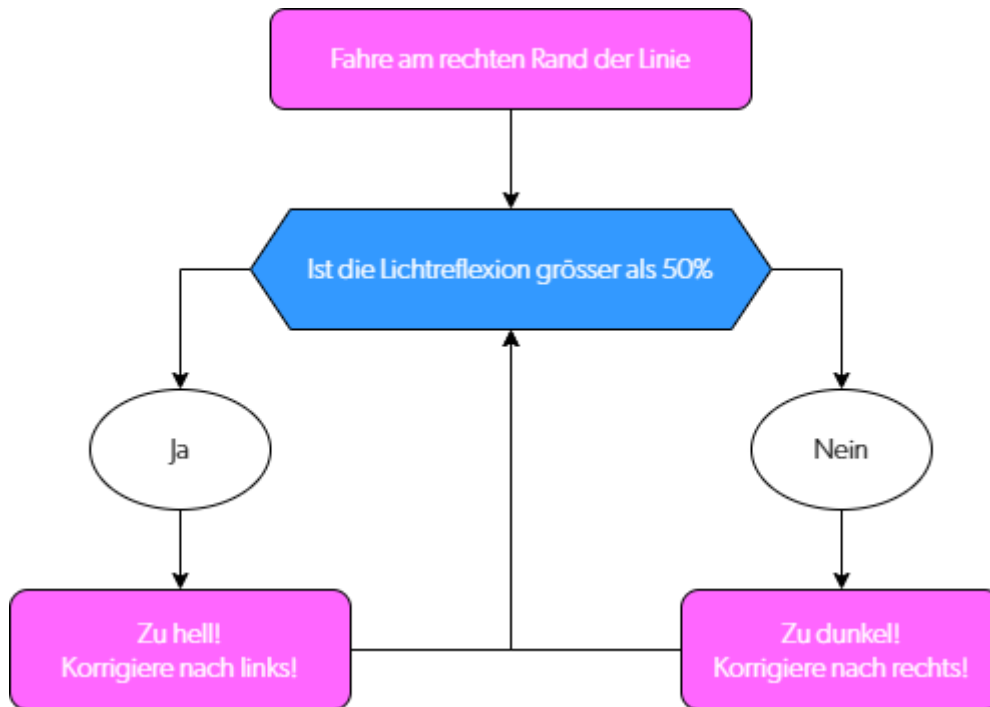 Fahre am rechten Rand der Linie
Ist die Lichtreflexion grösser als 50%
Ja
Nein
Zu hell!
Korrigiere nach links!
Zu dunkel!
Korrigiere nach rechts!